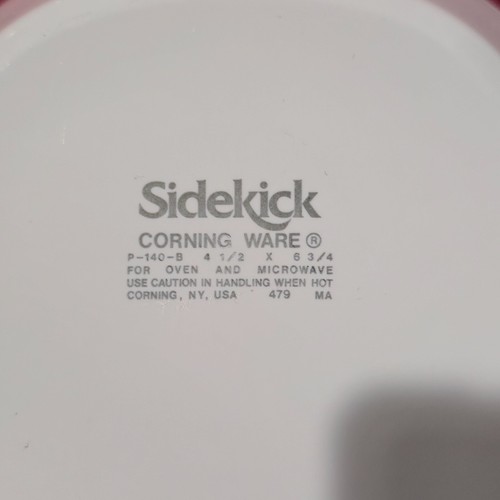 Sidekick
CORNING WARE ®
P-140-B 4 1/2 X 6 3/4
FOR OVEN AND MICROWAVE
USE CAUTION IN HANDLING WHEN HOT
CORNING, NY, USA 479 MA